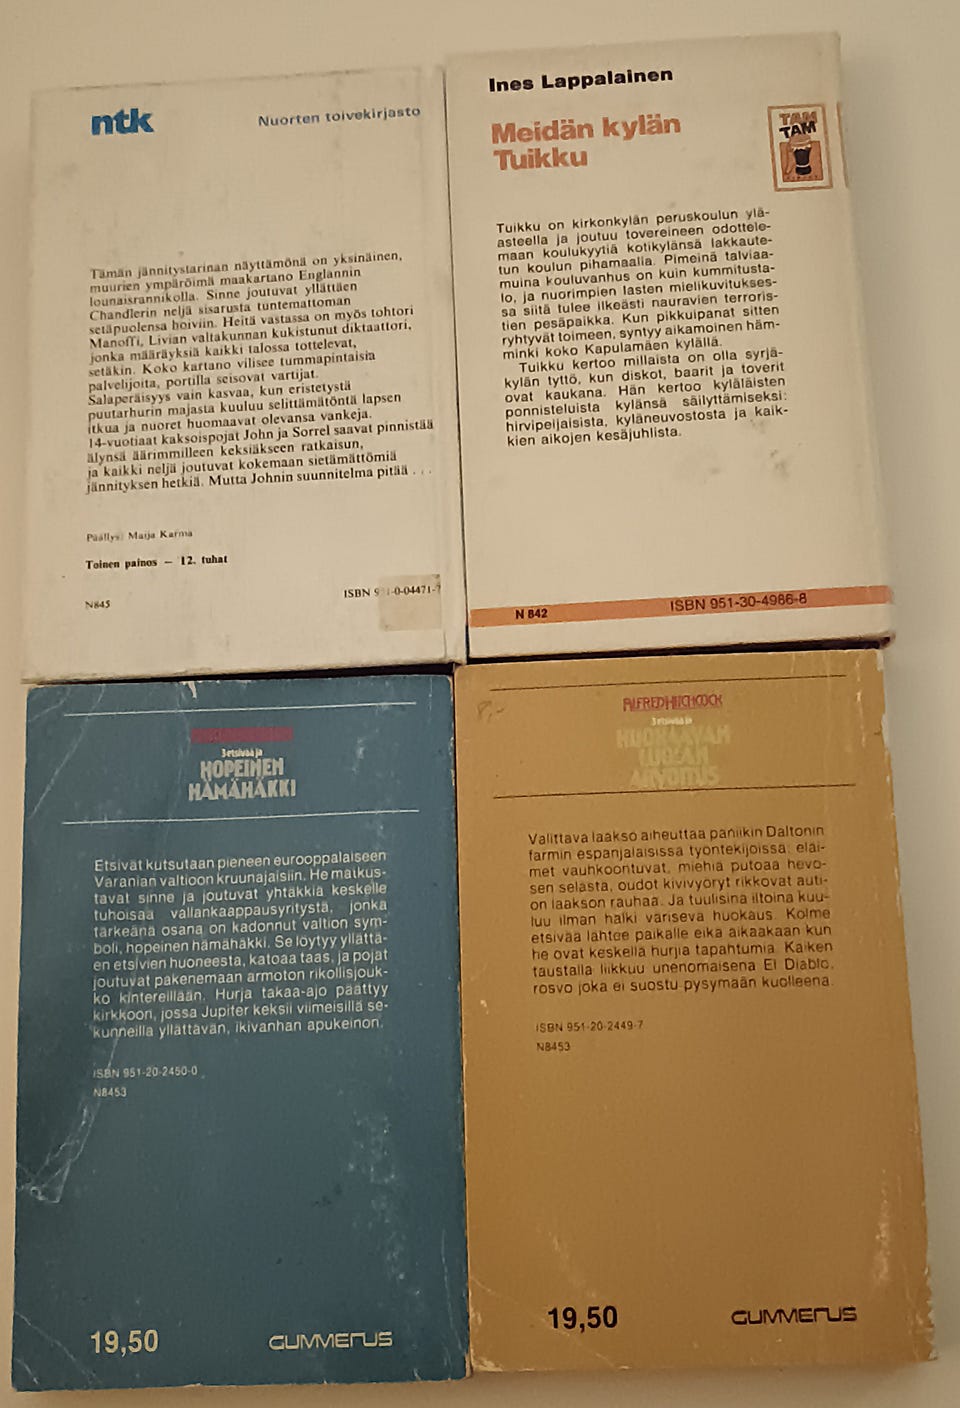 ntk
Nuorten toivekirjasto
Tämän jännitystarinan näyttämönä on yksinäinen,
muurien ympäröimä maakartano Englannin
lounaisrannikolla. Sinne joutuvat yllättäen
Chandlerin neljä sisarusta tuntemattoman
setäpuolensa hoiviin. Heitä vastassa on myös tohtori
Manoffi, Livian valtakunnan kukistunut diktaattori,
jonka määräyksiä kaikki talossa tottelevat,
setäkin. Koko kartano vilisee tummapintaisia
palvelijoita, portilla seisovat vartijat.
Salaperäisyys vain kasvaa, kun eristetystä
puutarhurin majasta kuuluu selittämätöntä lapsen
itkua ja nuoret huomaavat olevansa vankeja.
14-vuotiaat kaksoispojat John ja Sorrel saavat pinnistää
älynsä äärimmilleen keksiäkseen ratkaisun,
ja kaikki neljä joutuvat kokemaan sietämättömiä
jännityksen hetkiä. Mutta Johnin suunnitelma pitää . . .
Päällys: Maija Karma
Toinen painos — 12. tuhat
N845
ISBN 951-0-04471-7
Ines Lappalainen
Meidän kylän
Tuikku
TAM
TAM
Tuikku on kirkonkylän peruskoulun ylä-
asteella ja joutuu tovereineen odottele-
maan koulukyytiä kotikylänsä lakkaute-
tun koulun pihamaalla. Pimeinä talviaa-
muina kouluvanhus on kuin kummitusta-
lo, ja nuorimpien lasten mielikuvitukses-
sa siitä tulee ilkeästi nauravien terroris-
tien pesäpaikka. Kun pikkuipanat sitten
ryhtyvät toimeen, syntyy aikamoinen häm-
minki koko Kapulamäen kylällä.
Tuikku kertoo millaista on olla syrjä-
kylän tyttö, kun diskot, baarit ja toverit
ovat kaukana. Hän kertoo kyläläisten
ponnisteluista kylänsä säilyttämiseksi:
hirvipeijaisista, kyläneuvostosta ja kaik-
kien aikojen kesäjuhlista.
N 842
ISBN 951-30-4986-8
3 etsivää ja
HOPEINEN
HÄMÄHÄKKI
Etsivät kutsutaan pieneen eurooppalaiseen
Varanian valtioon kruunajaisiin. He matkus-
tavat sinne ja joutuvat yhtäkkiä keskelle
tuhoisaa vallankaappausyritystä, jonka
tärkeänä osana on kadonnut valtion sym-
boli, hopeinen hämähäkki. Se löytyy yllättä-
en etsivien huoneesta, katoaa taas, ja pojat
joutuvat pakenemaan armoton rikollisjouk-
ko kintereillään. Hurja takaa-ajo päättyy
kirkkoon, jossa Jupiter keksii viimeisillä se-
kunneilla yllättävän, ikivanhan apukeinon.
ISBN 951-20-2450-0
N8453
19,50
GUMMERUS
8,-
ALFRED HITCHCOCK
3 etsivää ja
HUOKAAVAN
LUOLAN
ARVOITUS
Valittava laakso aiheuttaa paniikin Daltonin
farmin espanjalaisissa työntekijöissä: eläi-
met vauhkoontuvat, miehiä putoaa hevo-
sen selästä, oudot kivivyöryt rikkovat auti-
on laakson rauhaa. Ja tuulisina iltoina kuu-
luu ilman halki värisevä huokaus. Kolme
etsivää lähtee paikalle eikä aikaakaan kun
he ovat keskellä hurjia tapahtumia. Kaiken
taustalla liikkuu unenomaisena El Diablo,
rosvo joka ei suostu pysymään kuolleena.
ISBN 951-20-2449-7
N8453
19,50
GUMMERUS